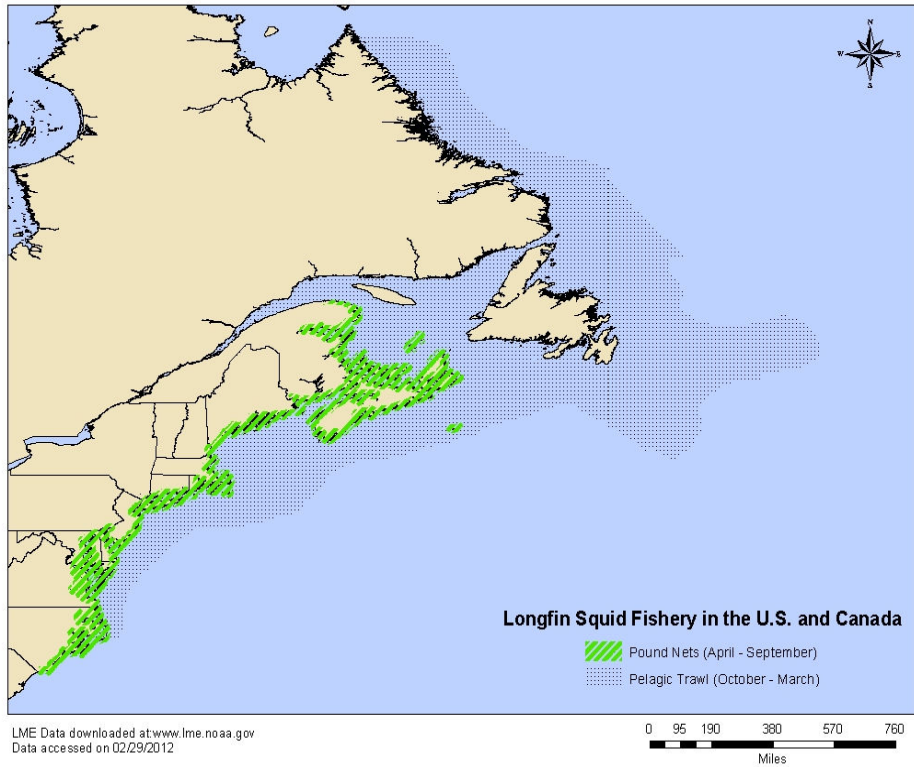 N
W E
S
Longfin Squid Fishery in the U.S. and Canada
Pound Nets (April - September)
Pelagic Trawl (October - March)
LME Data downloaded at:www.lme.noaa.gov
Data accessed on 02/29/2012
0 95 190 380 570 760
Miles